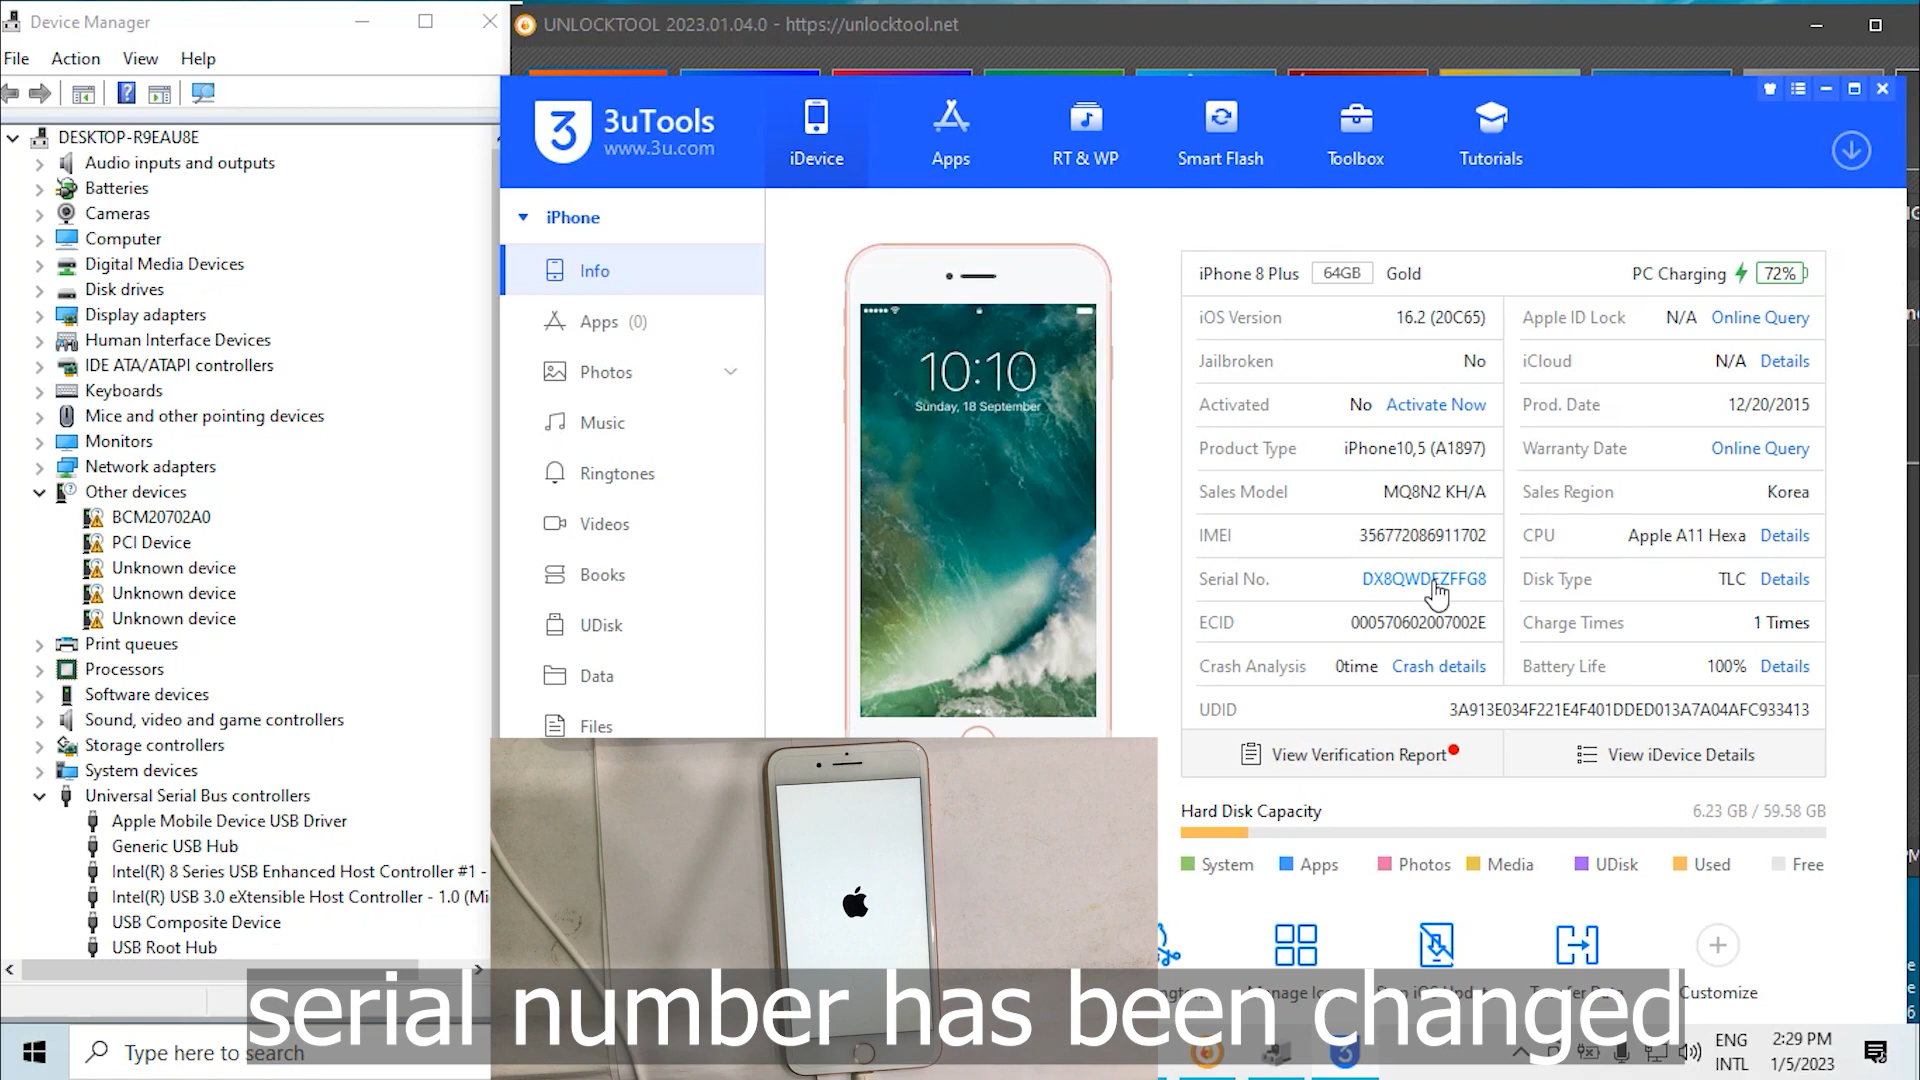 Device Manager
File Action View Help
DESKTOP-R9EAU8E
Audio inputs and outputs
Batteries
Cameras
Computer
Digital Media Devices
Disk drives
Display adapters
Human Interface Devices
IDE ATA/ATAPI controllers
Keyboards
Mice and other pointing devices
Monitors
Network adapters
Other devices
BCM20702A0
PCI Device
Unknown device
Unknown device
Unknown device
Print queues
Processors
Software devices
Sound, video and game controllers
Storage controllers
System devices
Universal Serial Bus controllers
Apple Mobile Device USB Driver
Generic USB Hub
Intel(R) 8 Series USB Enhanced Host Controller #1 -
Intel(R) USB 3.0 eXtensible Host Controller - 1.0 (Mi
USB Composite Device
USB Root Hub
UNLOCKTOOL 2023.01.04.0 - https://unlocktool.net
3
3uTools
www.3u.com
iDevice
Apps
RT & WP
Smart Flash
Toolbox
Tutorials
iPhone
Info
Apps (0)
Photos
Music
Ringtones
Videos
Books
UDisk
Data
Files
10:10
Sunday, 18 September
iPhone 8 Plus 64GB Gold PC Charging 72%
iOS Version 16.2 (20C65) Apple ID Lock N/A Online Query
Jailbroken No iCloud N/A Details
Activated No Activate Now Prod. Date 12/20/2015
Product Type iPhone10,5 (A1897) Warranty Date Online Query
Sales Model MQ8N2 KH/A Sales Region Korea
IMEI 356772086911702 CPU Apple A11 Hexa Details
Serial No. Disk Type TLC Details
ECID 000570602007002E Charge Times 1 Times
Crash Analysis 0time Crash details Battery Life 100% Details
UDID 3A913E034F221E4F401DDED013A7A04AFC933413
View Verification Report View iDevice Details
Hard Disk Capacity 6.23 GB / 59.58 GB
System Apps Photos Media UDisk Used Free
Customize
serial number has been changed
Type here to search
ENG
INTL
2:29 PM
1/5/2023